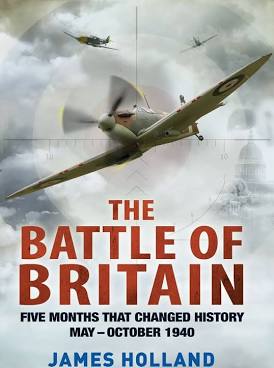 THE
BATTLE OF
BRITAIN
FIVE MONTHS THAT CHANGED HISTORY
MAY – OCTOBER 1940
JAMES HOLLAND